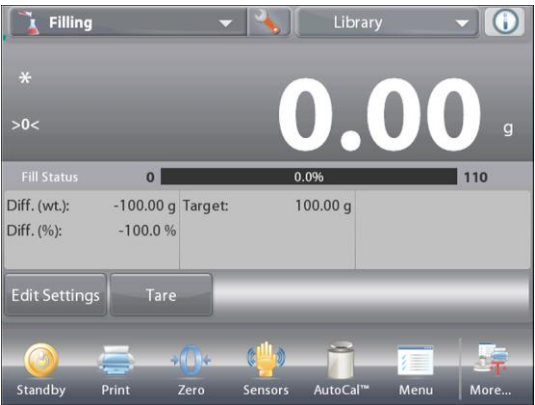 Filling Library
*
0.00 g
>0<
Fill Status 0 0.0% 110
Diff. (wt.): -100.00 g Target: 100.00 g
Diff. (%): -100.0 %
Edit Settings Tare
Standby Print Zero Sensors AutoCal™ Menu More...